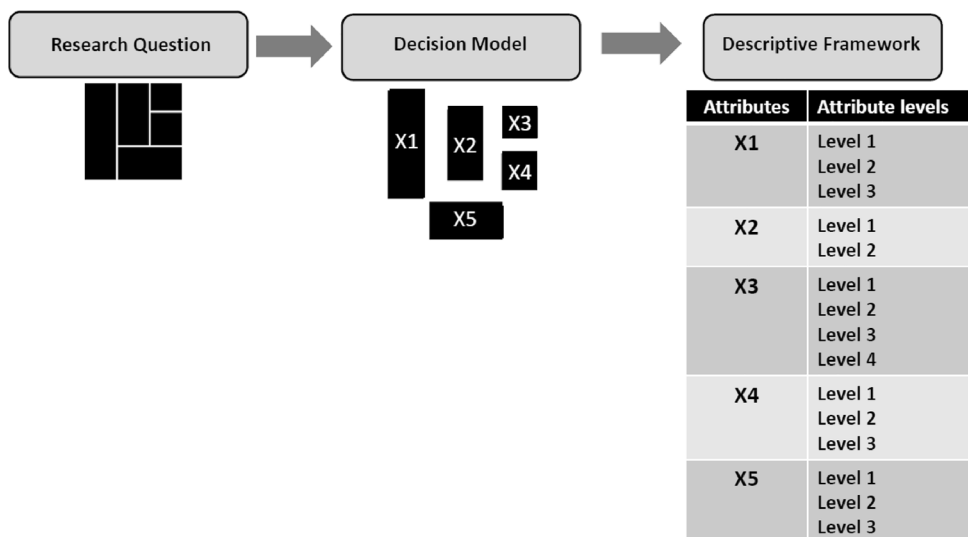 Research Question
Decision Model
Descriptive Framework
X1
X2
X3
X4
X5
Attributes Attribute levels
X1 Level 1
Level 2
Level 3
X2 Level 1
Level 2
X3 Level 1
Level 2
Level 3
Level 4
X4 Level 1
Level 2
Level 3
X5 Level 1
Level 2
Level 3